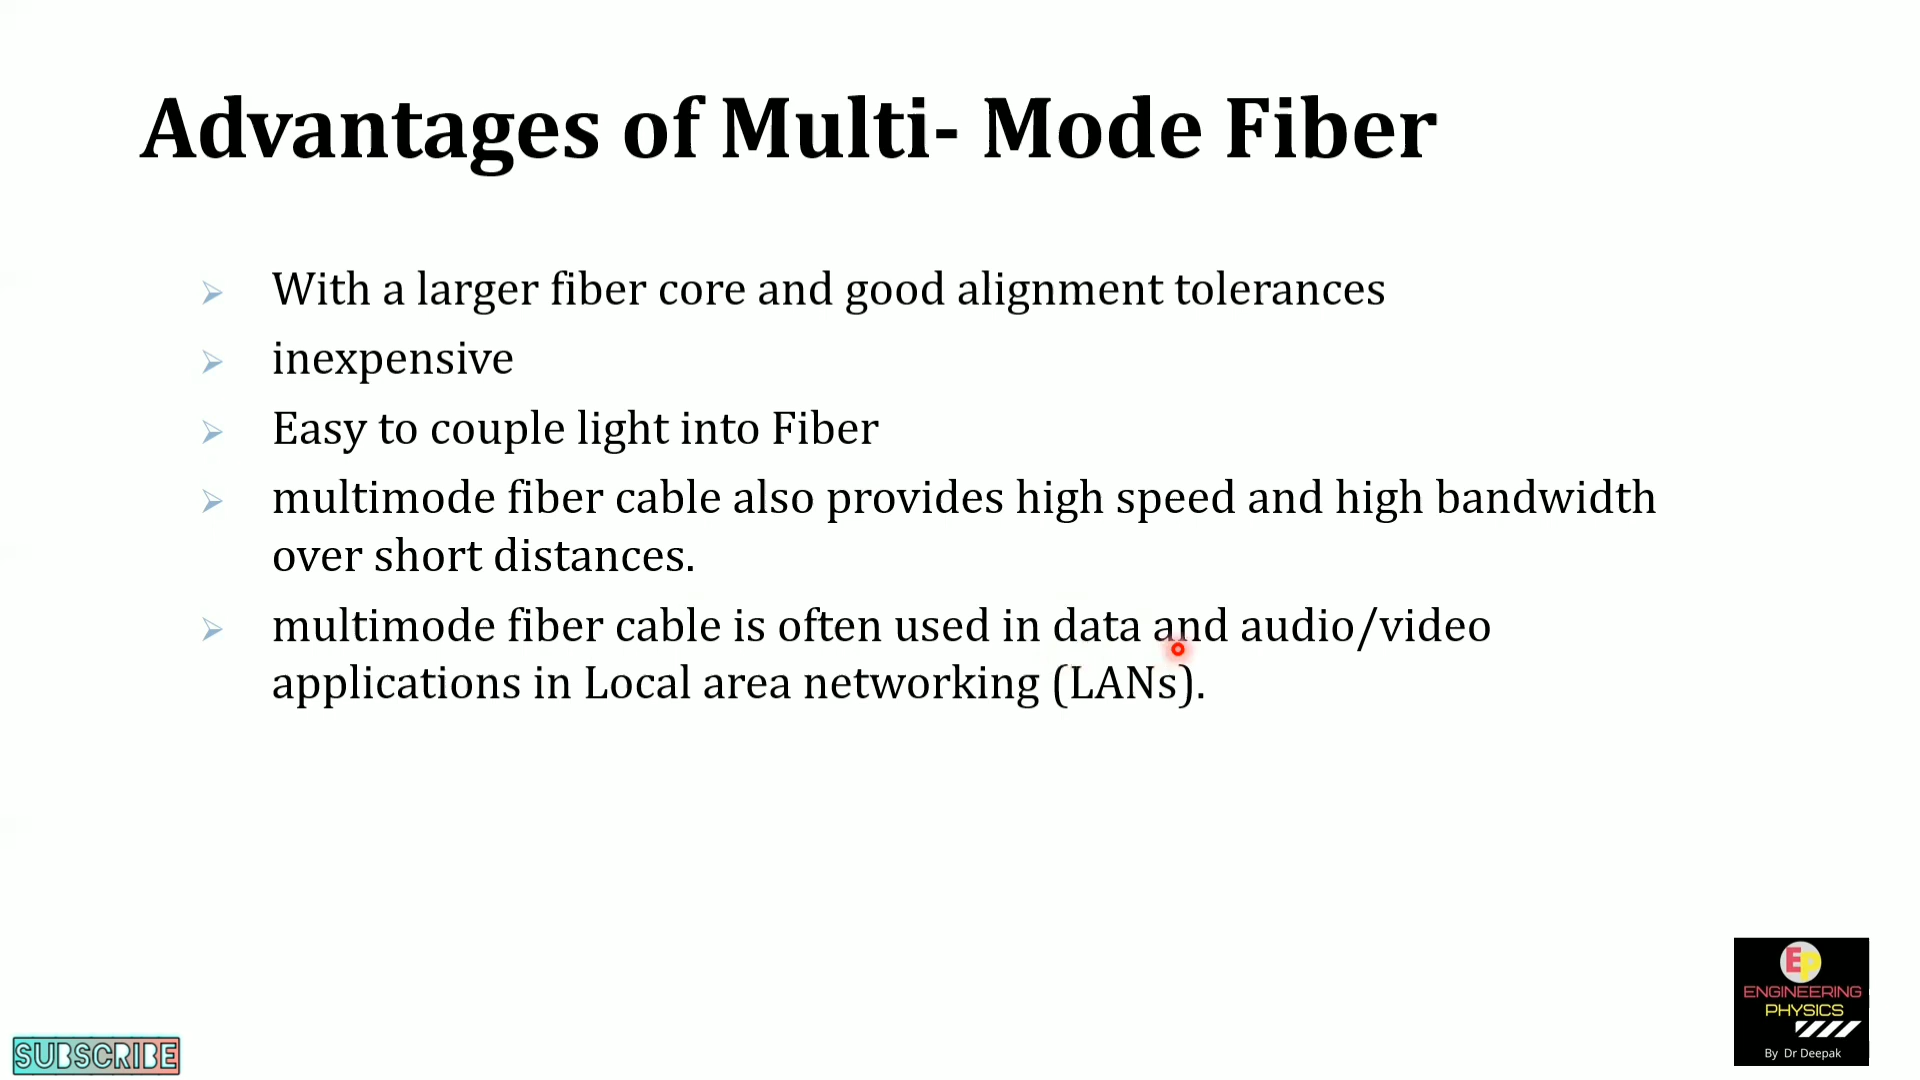 Advantages of Multi- Mode Fiber
With a larger fiber core and good alignment tolerances
inexpensive
Easy to couple light into Fiber
multimode fiber cable also provides high speed and high bandwidth
over short distances.
multimode fiber cable is often used in data and audio/video
applications in Local area networking (LANs).
Ep
ENGINEERING
PHYSICS
By Dr Deepak
SUBSCRIBE